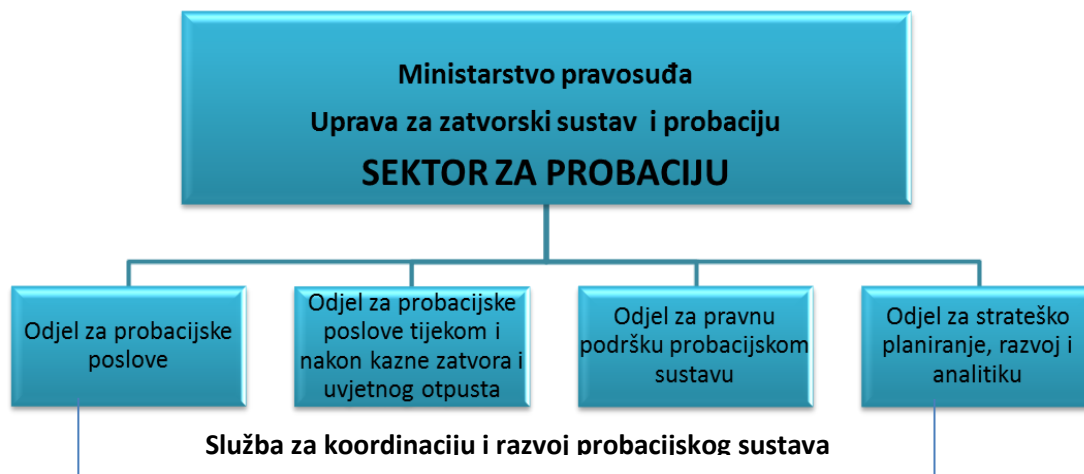 Ministarstvo pravosuđa
Uprava za zatvorski sustav i probaciju
SEKTOR ZA PROBACIJU
Odjel za probacijske
poslove
Odjel za probacijske
poslove tijekom i
nakon kazne zatvora i
uvjetnog otpusta
Odjel za pravnu
podršku probacijskom
sustavu
Odjel za strateško
planiranje, razvoj i
analitiku
Služba za koordinaciju i razvoj probacijskog sustava